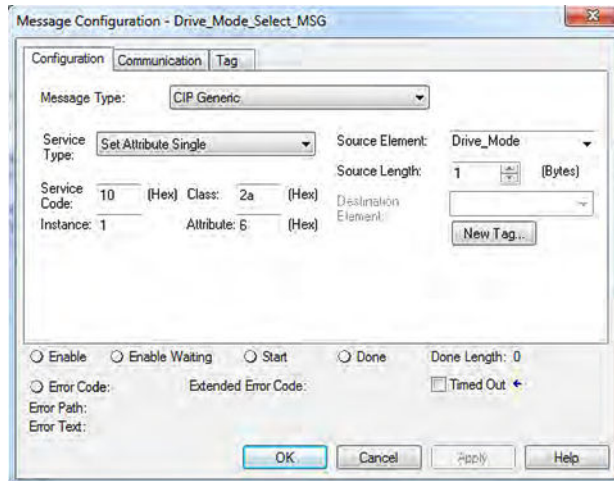 Message Configuration - Drive_Mode_Select_MSG
Configuration Communication Tag
Message Type: CIP Generic
Service Type: Set Attribute Single
Source Element: Drive_Mode
Source Length: 1 (Bytes)
Service Code: 10 (Hex) Class: 2a (Hex)
Destination Element:
Instance: 1 Attribute: 6 (Hex)
New Tag...
Enable Enable Waiting Start Done Done Length: 0
Error Code: Extended Error Code: Timed Out
Error Path:
Error Text:
OK Cancel Apply Help